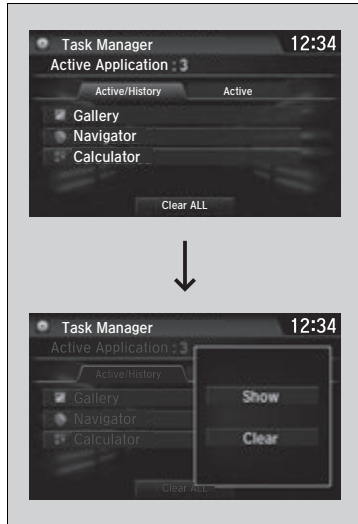 Task Manager 12:34
Active Application : 3
Active/History Active
Gallery
Navigator
Calculator
Clear ALL
Task Manager 12:34
Active Application : 3
Active/History
Gallery
Navigator
Calculator
Show
Clear
Clear ALL